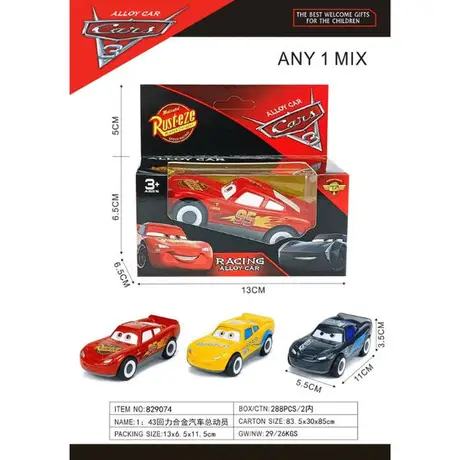 ALLOY CAR
Cars
3
THE BEST WELCOME GIFTS
FOR THE CHILDREN
ANY 1 MIX
5CM
6.5CM
6.5CM
Rust-eze
ALLOY CAR
Cars
3
3+
AGES
95
RACING
ALLOY CAR
13CM
3.5CM
11CM
5.5CM
ITEM NO:829074
BOX/CTN:288PCS/2内
NAME:1:43回力合金汽车总动员
CARTON SIZE:83.5x30x85cm
PACKING SIZE:13x6.5x11.5cm
GW/NW:29/26KGS